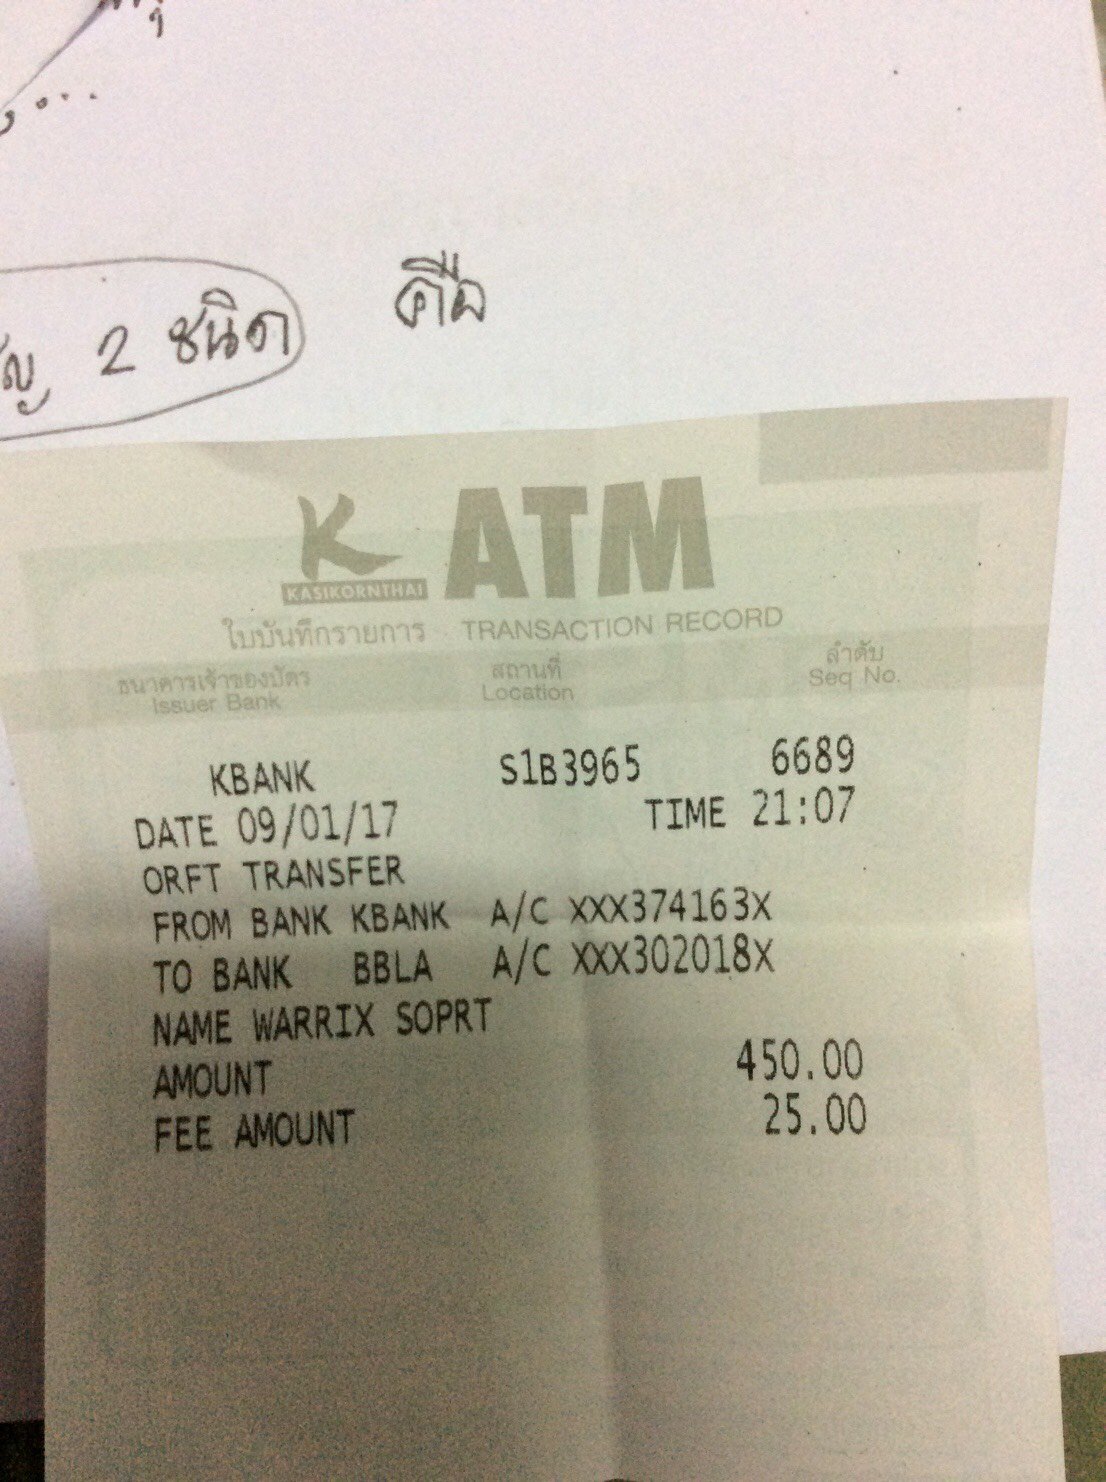 2 ชนิด คือ
K ATM
KASIKORNTHAI
ใบบันทึกรายการ TRANSACTION RECORD
ธนาคารเจ้าของบัตร สถานที่ ลำดับ
Issuer Bank Location Seq No.
KBANK S1B3965 6689
DATE 09/01/17 TIME 21:07
ORFT TRANSFER
FROM BANK KBANK A/C XXX374163X
TO BANK BBLA A/C XXX302018X
NAME WARRIX SOPRT
AMOUNT 450.00
FEE AMOUNT 25.00